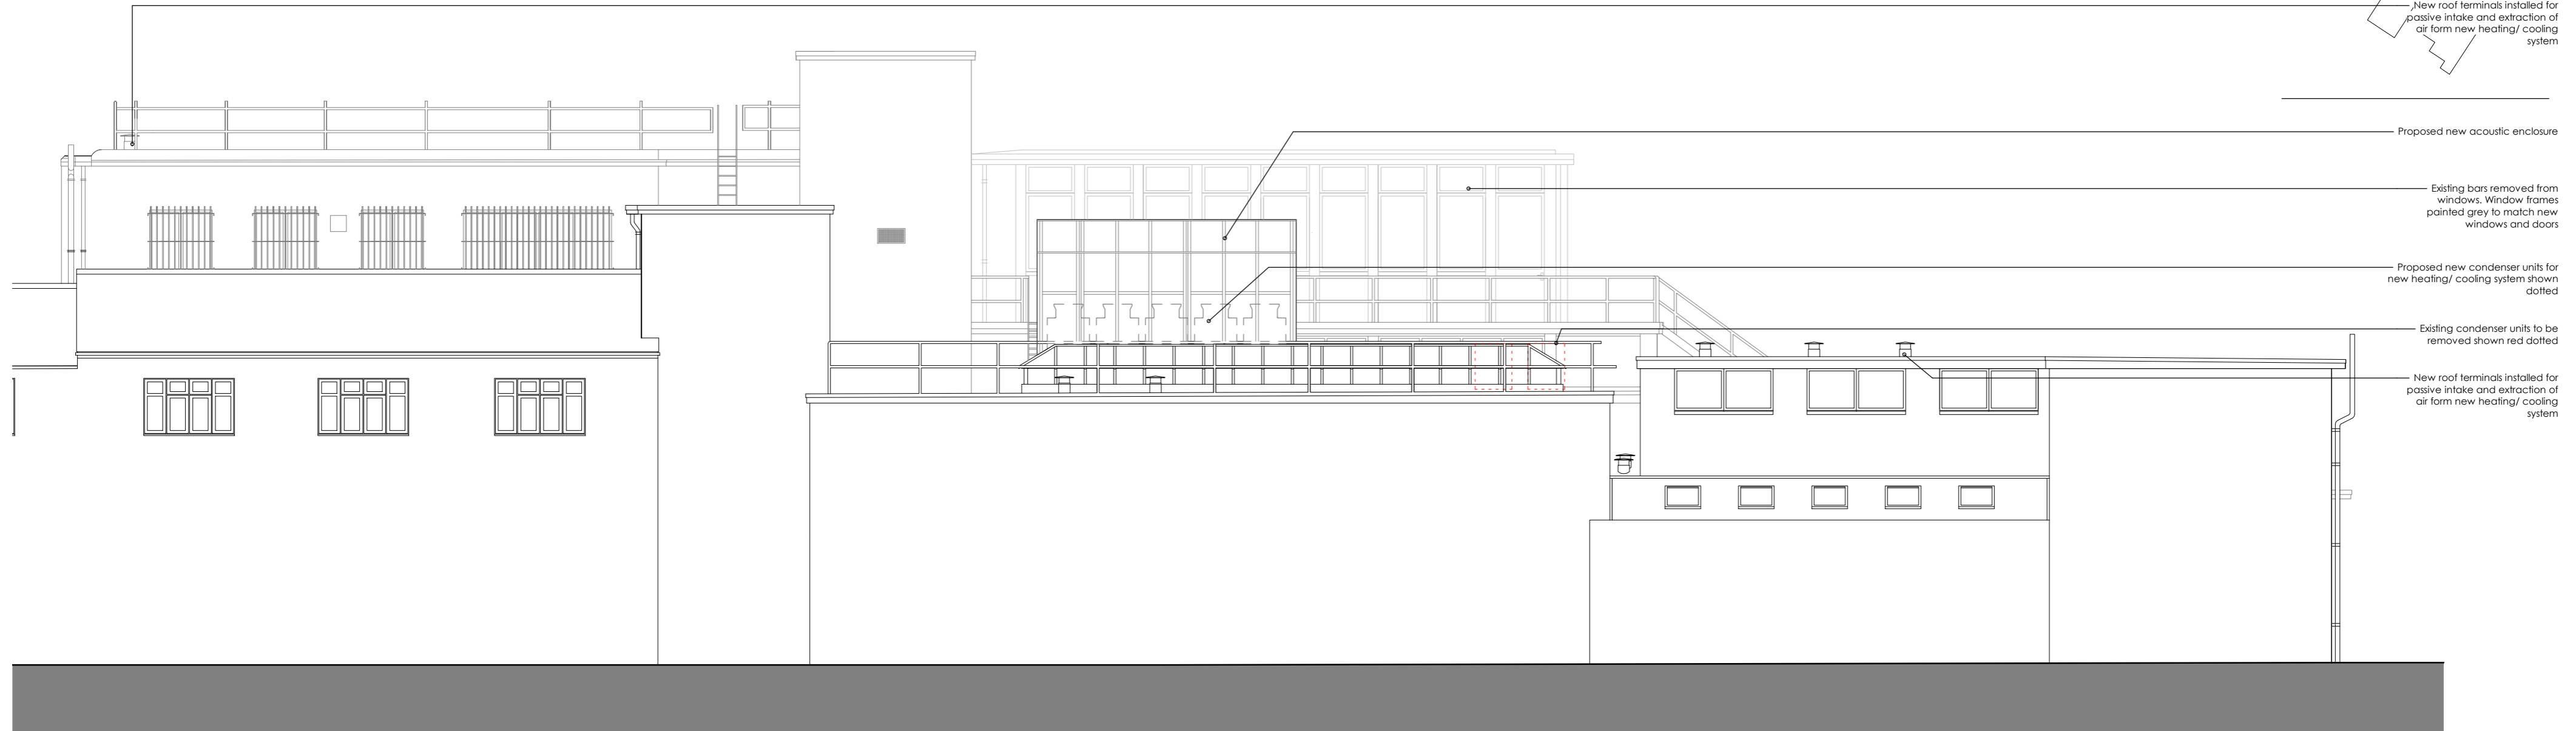 New roof terminals installed for
passive intake and extraction of
air form new heating/ cooling
system
Proposed new acoustic enclosure
Existing bars removed from
windows. Window frames
painted grey to match new
windows and doors
Proposed new condenser units for
new heating/ cooling system shown
dotted
Existing condenser units to be
removed shown red dotted
New roof terminals installed for
passive intake and extraction of
air form new heating/ cooling
system